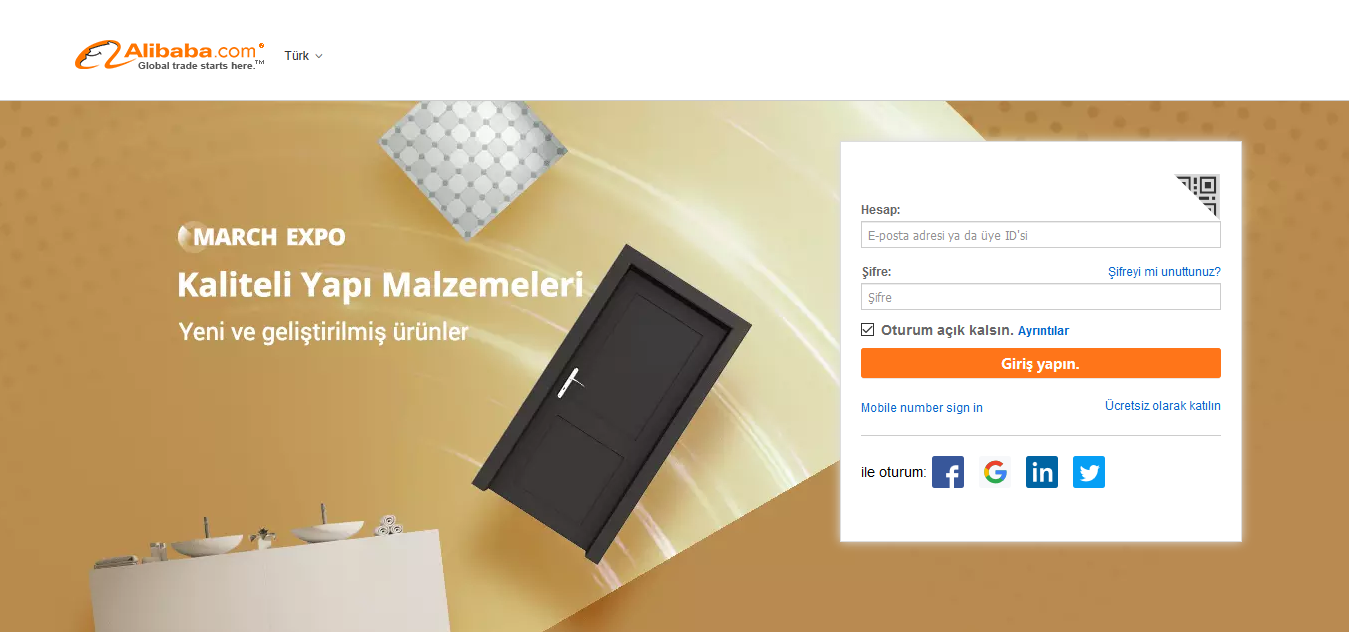 Alibaba.com®
Global trade starts here.™
Türk
MARCH EXPO
Kaliteli Yapı Malzemeleri
Yeni ve geliştirilmiş ürünler
Hesap:
E-posta adresi ya da üye ID'si
Şifre:
Şifreyi mi unuttunuz?
Şifre
Oturum açık kalsın. Ayrıntılar
Giriş yapın.
Mobile number sign in
Ücretsiz olarak katılın
ile oturum: